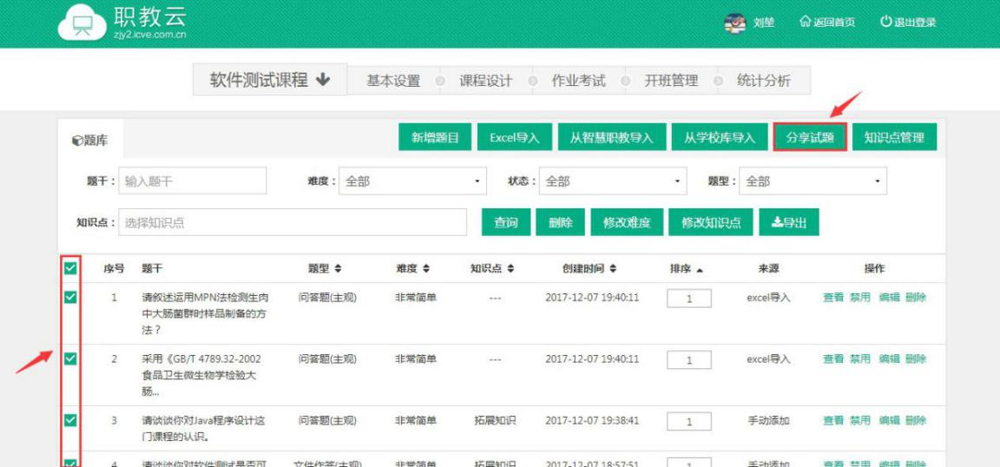 职教云
zjy2.icve.com.cn
刘堃 返回首页 退出登录
软件测试课程 基本设置 课程设计 作业考试 开班管理 统计分析
题库 新增题目 Excel导入 从智慧职教导入 从学校库导入 分享试题 知识点管理
题干： 输入题干 难度： 全部 状态： 全部 题型： 全部
知识点： 选择知识点 查询 删除 修改难度 修改知识点 导出
序号 题干 题型 难度 知识点 创建时间 排序 来源 操作
1 请叙述运用MPN法检测生肉 问答题(主观) 非常简单 --- 2017-12-07 19:40:11 1 excel导入 查看 禁用 编辑 删除
中大肠菌群时样品制备的方
法？
2 采用《GB/T 4789.32-2002 问答题(主观) 非常简单 --- 2017-12-07 19:40:11 1 excel导入 查看 禁用 编辑 删除
食品卫生微生物学检验大
肠...
3 请谈谈你对Java程序设计这 问答题(主观) 非常简单 拓展知识 2017-12-07 19:38:41 1 手动添加 查看 禁用 编辑 删除
门课程的认识。
4 请谈谈你对软件测试是否可 文件作答(主观) 非常简单 拓展知识 2017-12-07 18:57:51 1 手动添加 查看 禁用 编辑 删除